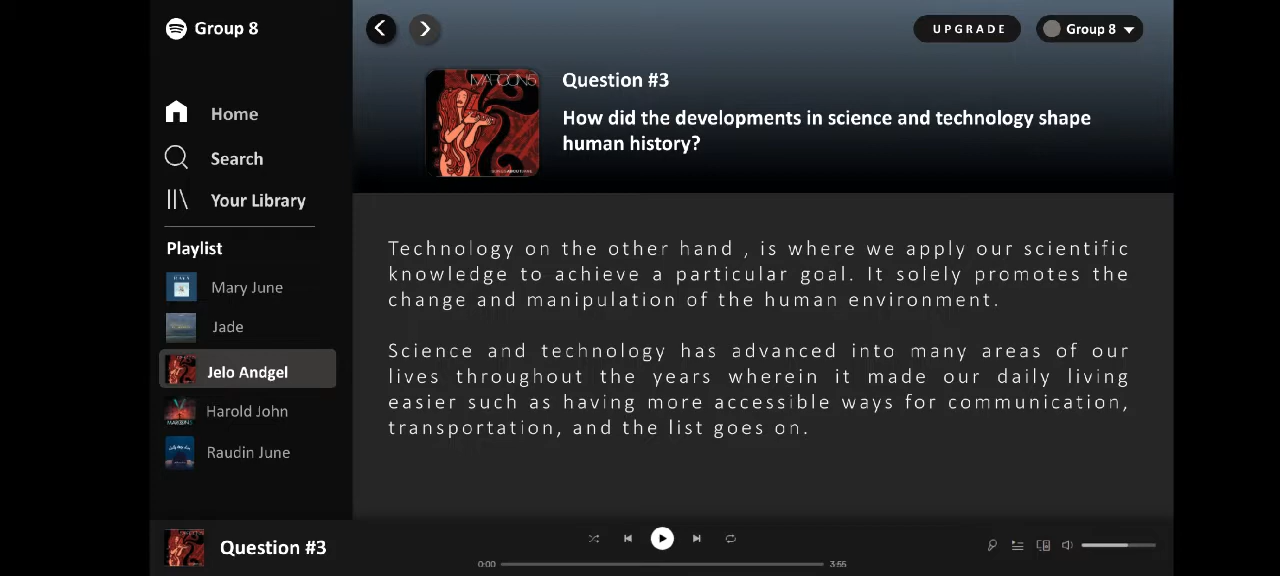 Group 8
Home
Search
Your Library
Playlist
Mary June
Jade
Jelo Andgel
Harold John
Raudin June
UPGRADE
Group 8
MAROON5
Question #3
How did the developments in science and technology shape
human history?
Technology on the other hand , is where we apply our scientific
knowledge to achieve a particular goal. It solely promotes the
change and manipulation of the human environment.
Science and technology has advanced into many areas of our
lives throughout the years wherein it made our daily living
easier such as having more accessible ways for communication,
transportation, and the list goes on.
Question #3
0:00
3:55